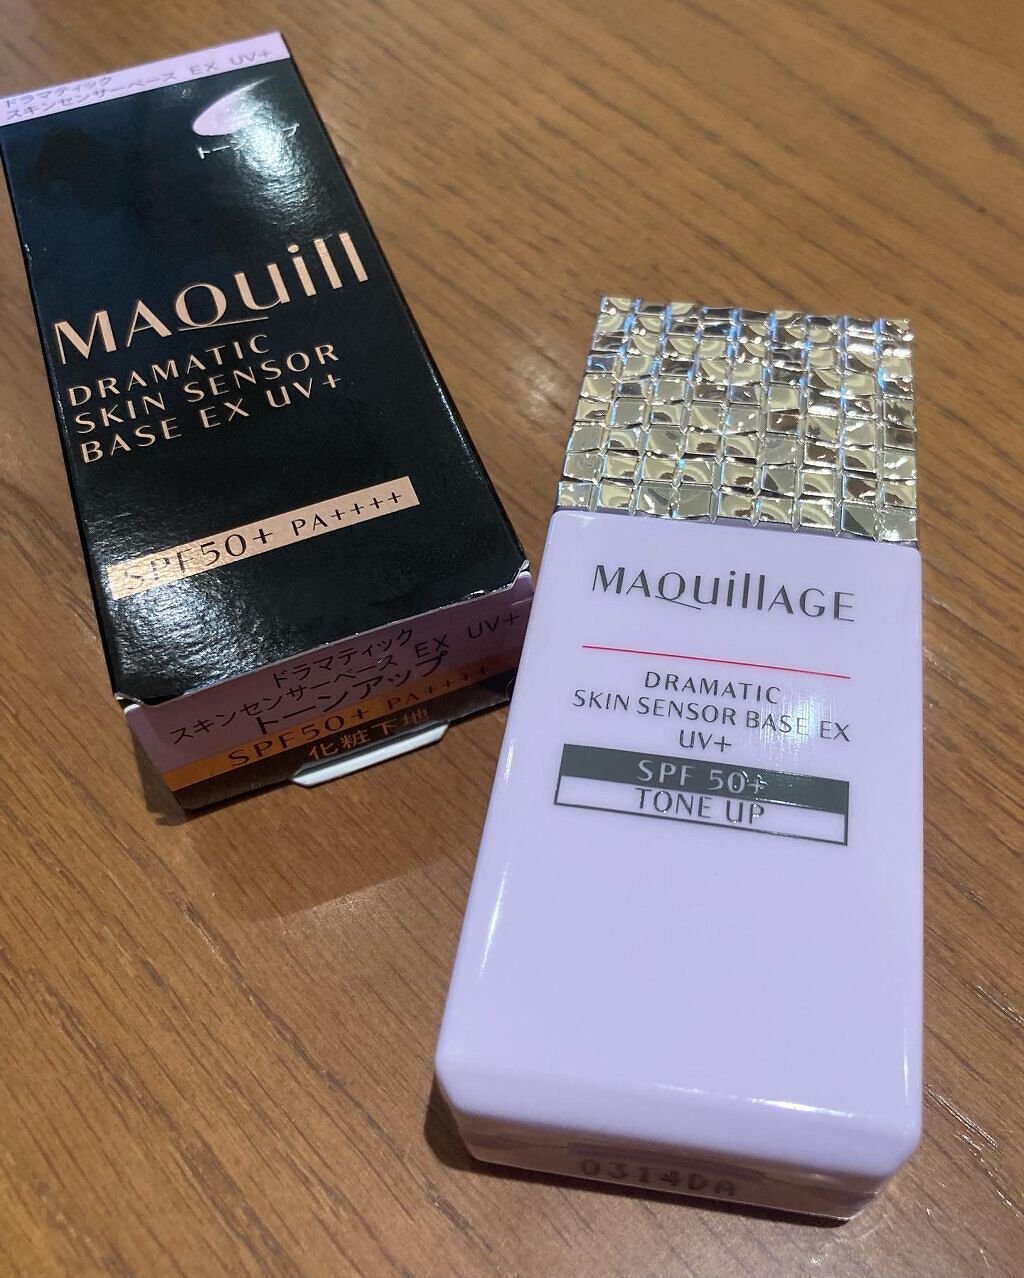 ドラマティック
スキンセンサーベース EX UV+
MAQuill
DRAMATIC
SKIN SENSOR
BASE EX UV+
SPF50+ PA++++
ドラマティック
スキンセンサーベース EX UV+
トーンアップ
SPF50+ PA++++
化粧下地
MAQuillAGE
DRAMATIC
SKIN SENSOR BASE EX
UV+
SPF 50+
TONE UP
0314DA